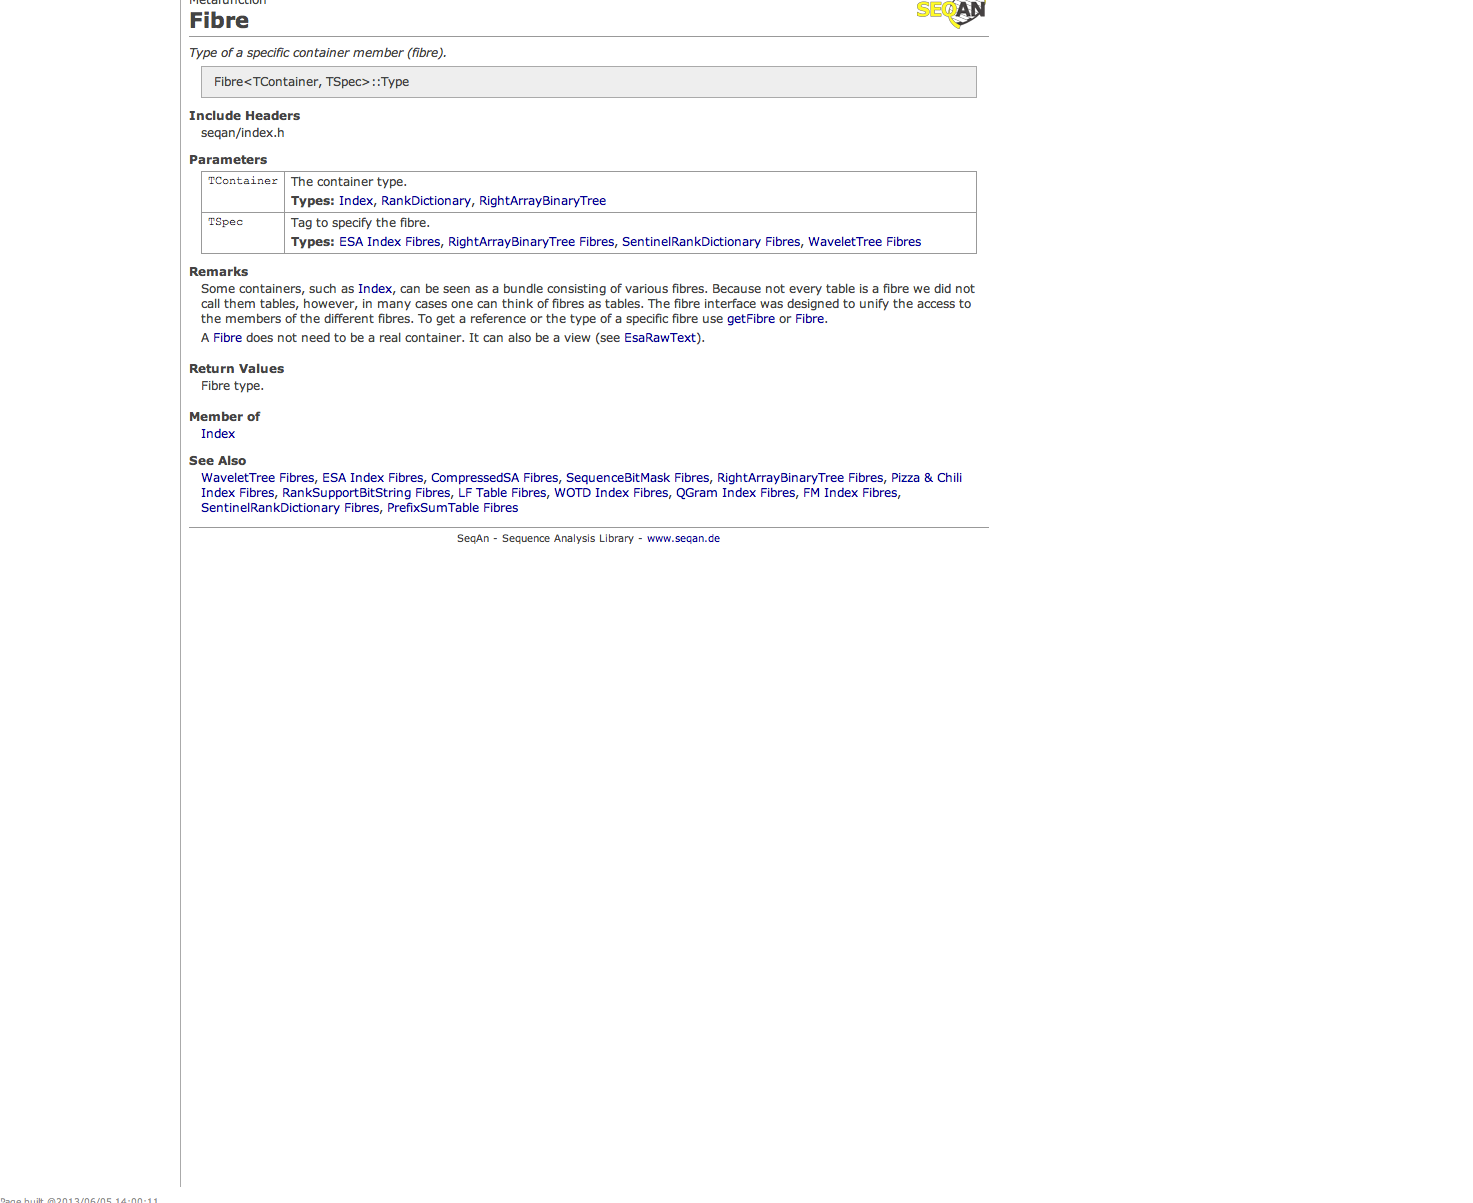 Metafunction
Fibre
SEQAN
Type of a specific container member (fibre).
Fibre<TContainer, TSpec>::Type
Include Headers
seqan/index.h
Parameters
TContainer The container type.
Types: Index, RankDictionary, RightArrayBinaryTree
TSpec Tag to specify the fibre.
Types: ESA Index Fibres, RightArrayBinaryTree Fibres, SentinelRankDictionary Fibres, WaveletTree Fibres
Remarks
Some containers, such as Index, can be seen as a bundle consisting of various fibres. Because not every table is a fibre we did not
call them tables, however, in many cases one can think of fibres as tables. The fibre interface was designed to unify the access to
the members of the different fibres. To get a reference or the type of a specific fibre use getFibre or Fibre.
A Fibre does not need to be a real container. It can also be a view (see EsaRawText).
Return Values
Fibre type.
Member of
Index
See Also
WaveletTree Fibres, ESA Index Fibres, CompressedSA Fibres, SequenceBitMask Fibres, RightArrayBinaryTree Fibres, Pizza & Chili
Index Fibres, RankSupportBitString Fibres, LF Table Fibres, WOTD Index Fibres, QGram Index Fibres, FM Index Fibres,
SentinelRankDictionary Fibres, PrefixSumTable Fibres
SeqAn - Sequence Analysis Library - www.seqan.de
Page built @2013/06/05 14:00:11